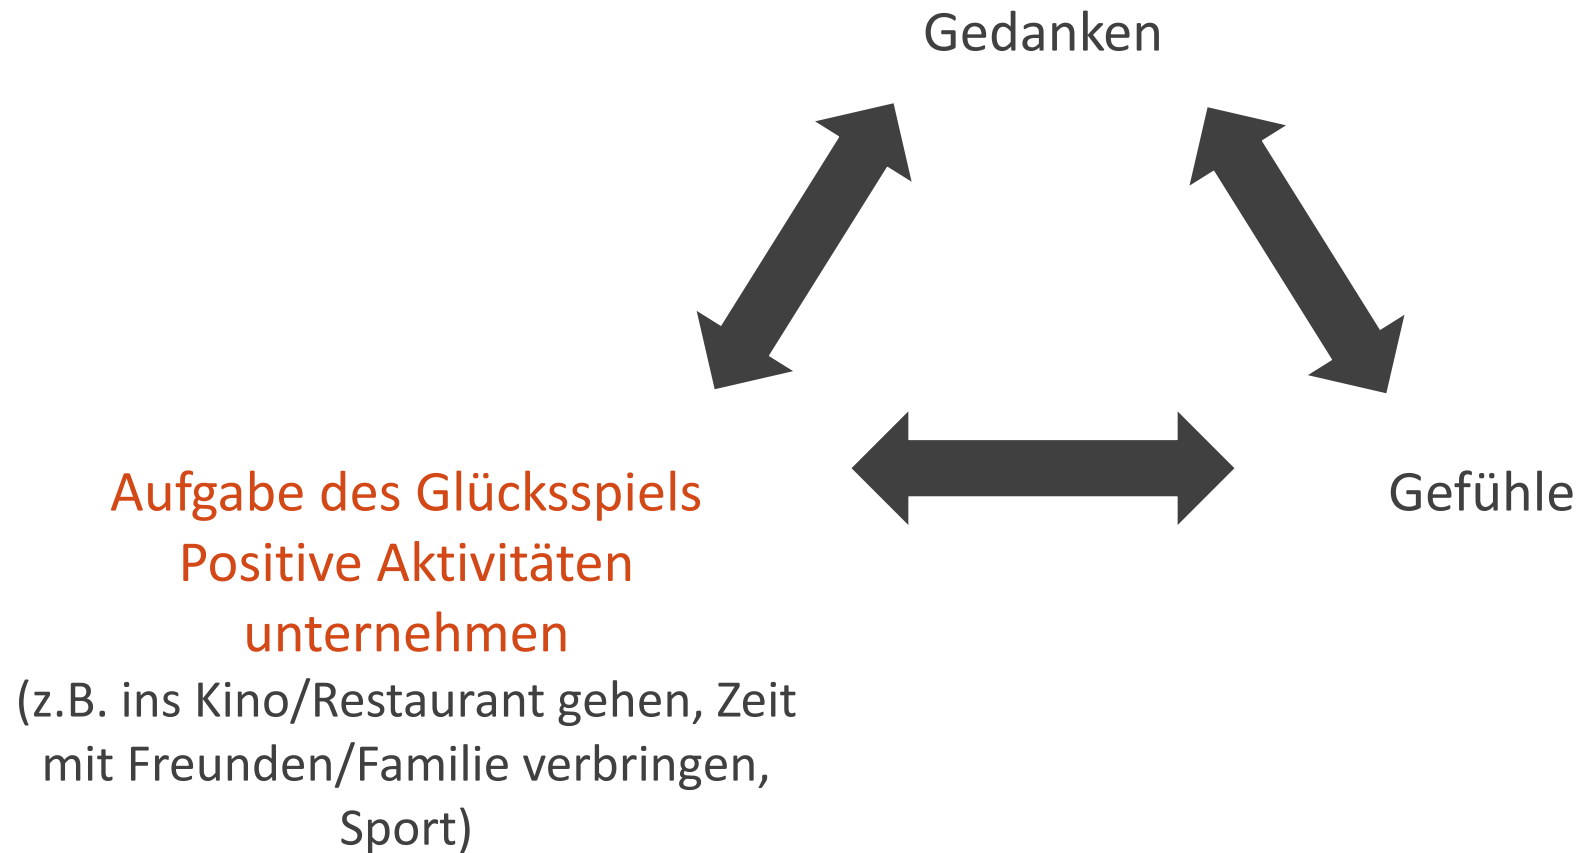 Gedanken
Aufgabe des Glücksspiels
Gefühle
Positive Aktivitäten
unternehmen
(z.B. ins Kino/Restaurant gehen, Zeit
mit Freunden/Familie verbringen,
Sport)